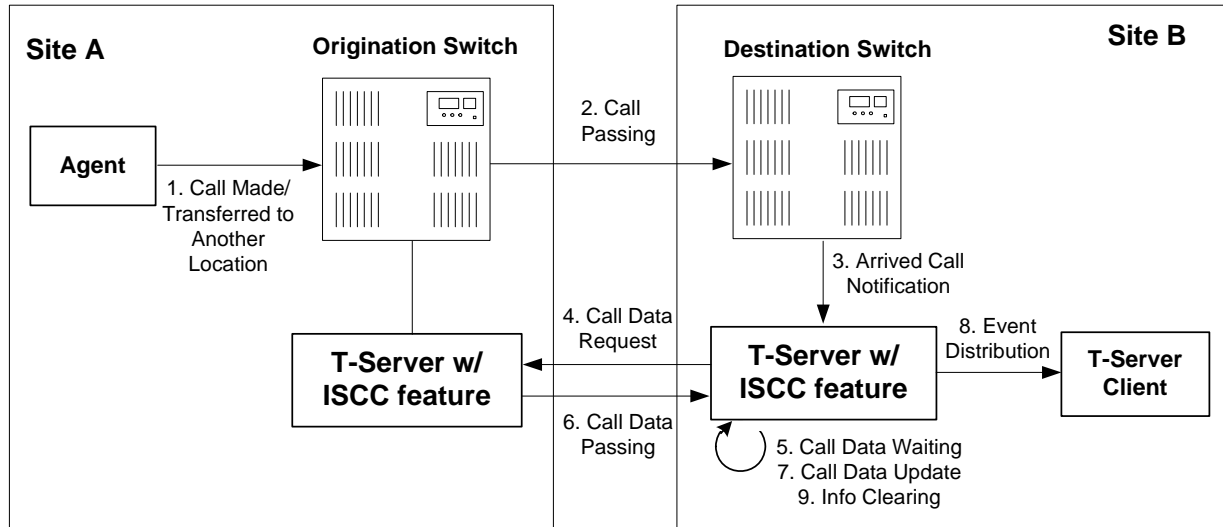 Site A
Origination Switch
Agent
1. Call Made/
Transferred to
Another
Location
2. Call
Passing
Site B
Destination Switch
3. Arrived Call
Notification
T-Server w/
ISCC feature
4. Call Data
Request
6. Call Data
Passing
T-Server w/
ISCC feature
8. Event
Distribution
T-Server
Client
5. Call Data Waiting
7. Call Data Update
9. Info Clearing